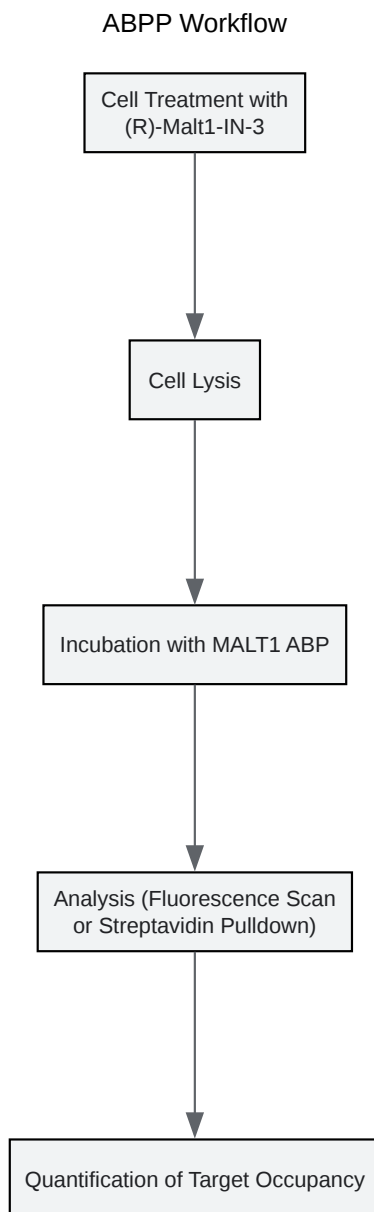 ABPP Workflow
Cell Treatment with
(R)-Malt1-IN-3
Cell Lysis
Incubation with MALT1 ABP
Analysis (Fluorescence Scan
or Streptavidin Pulldown)
Quantification of Target Occupancy